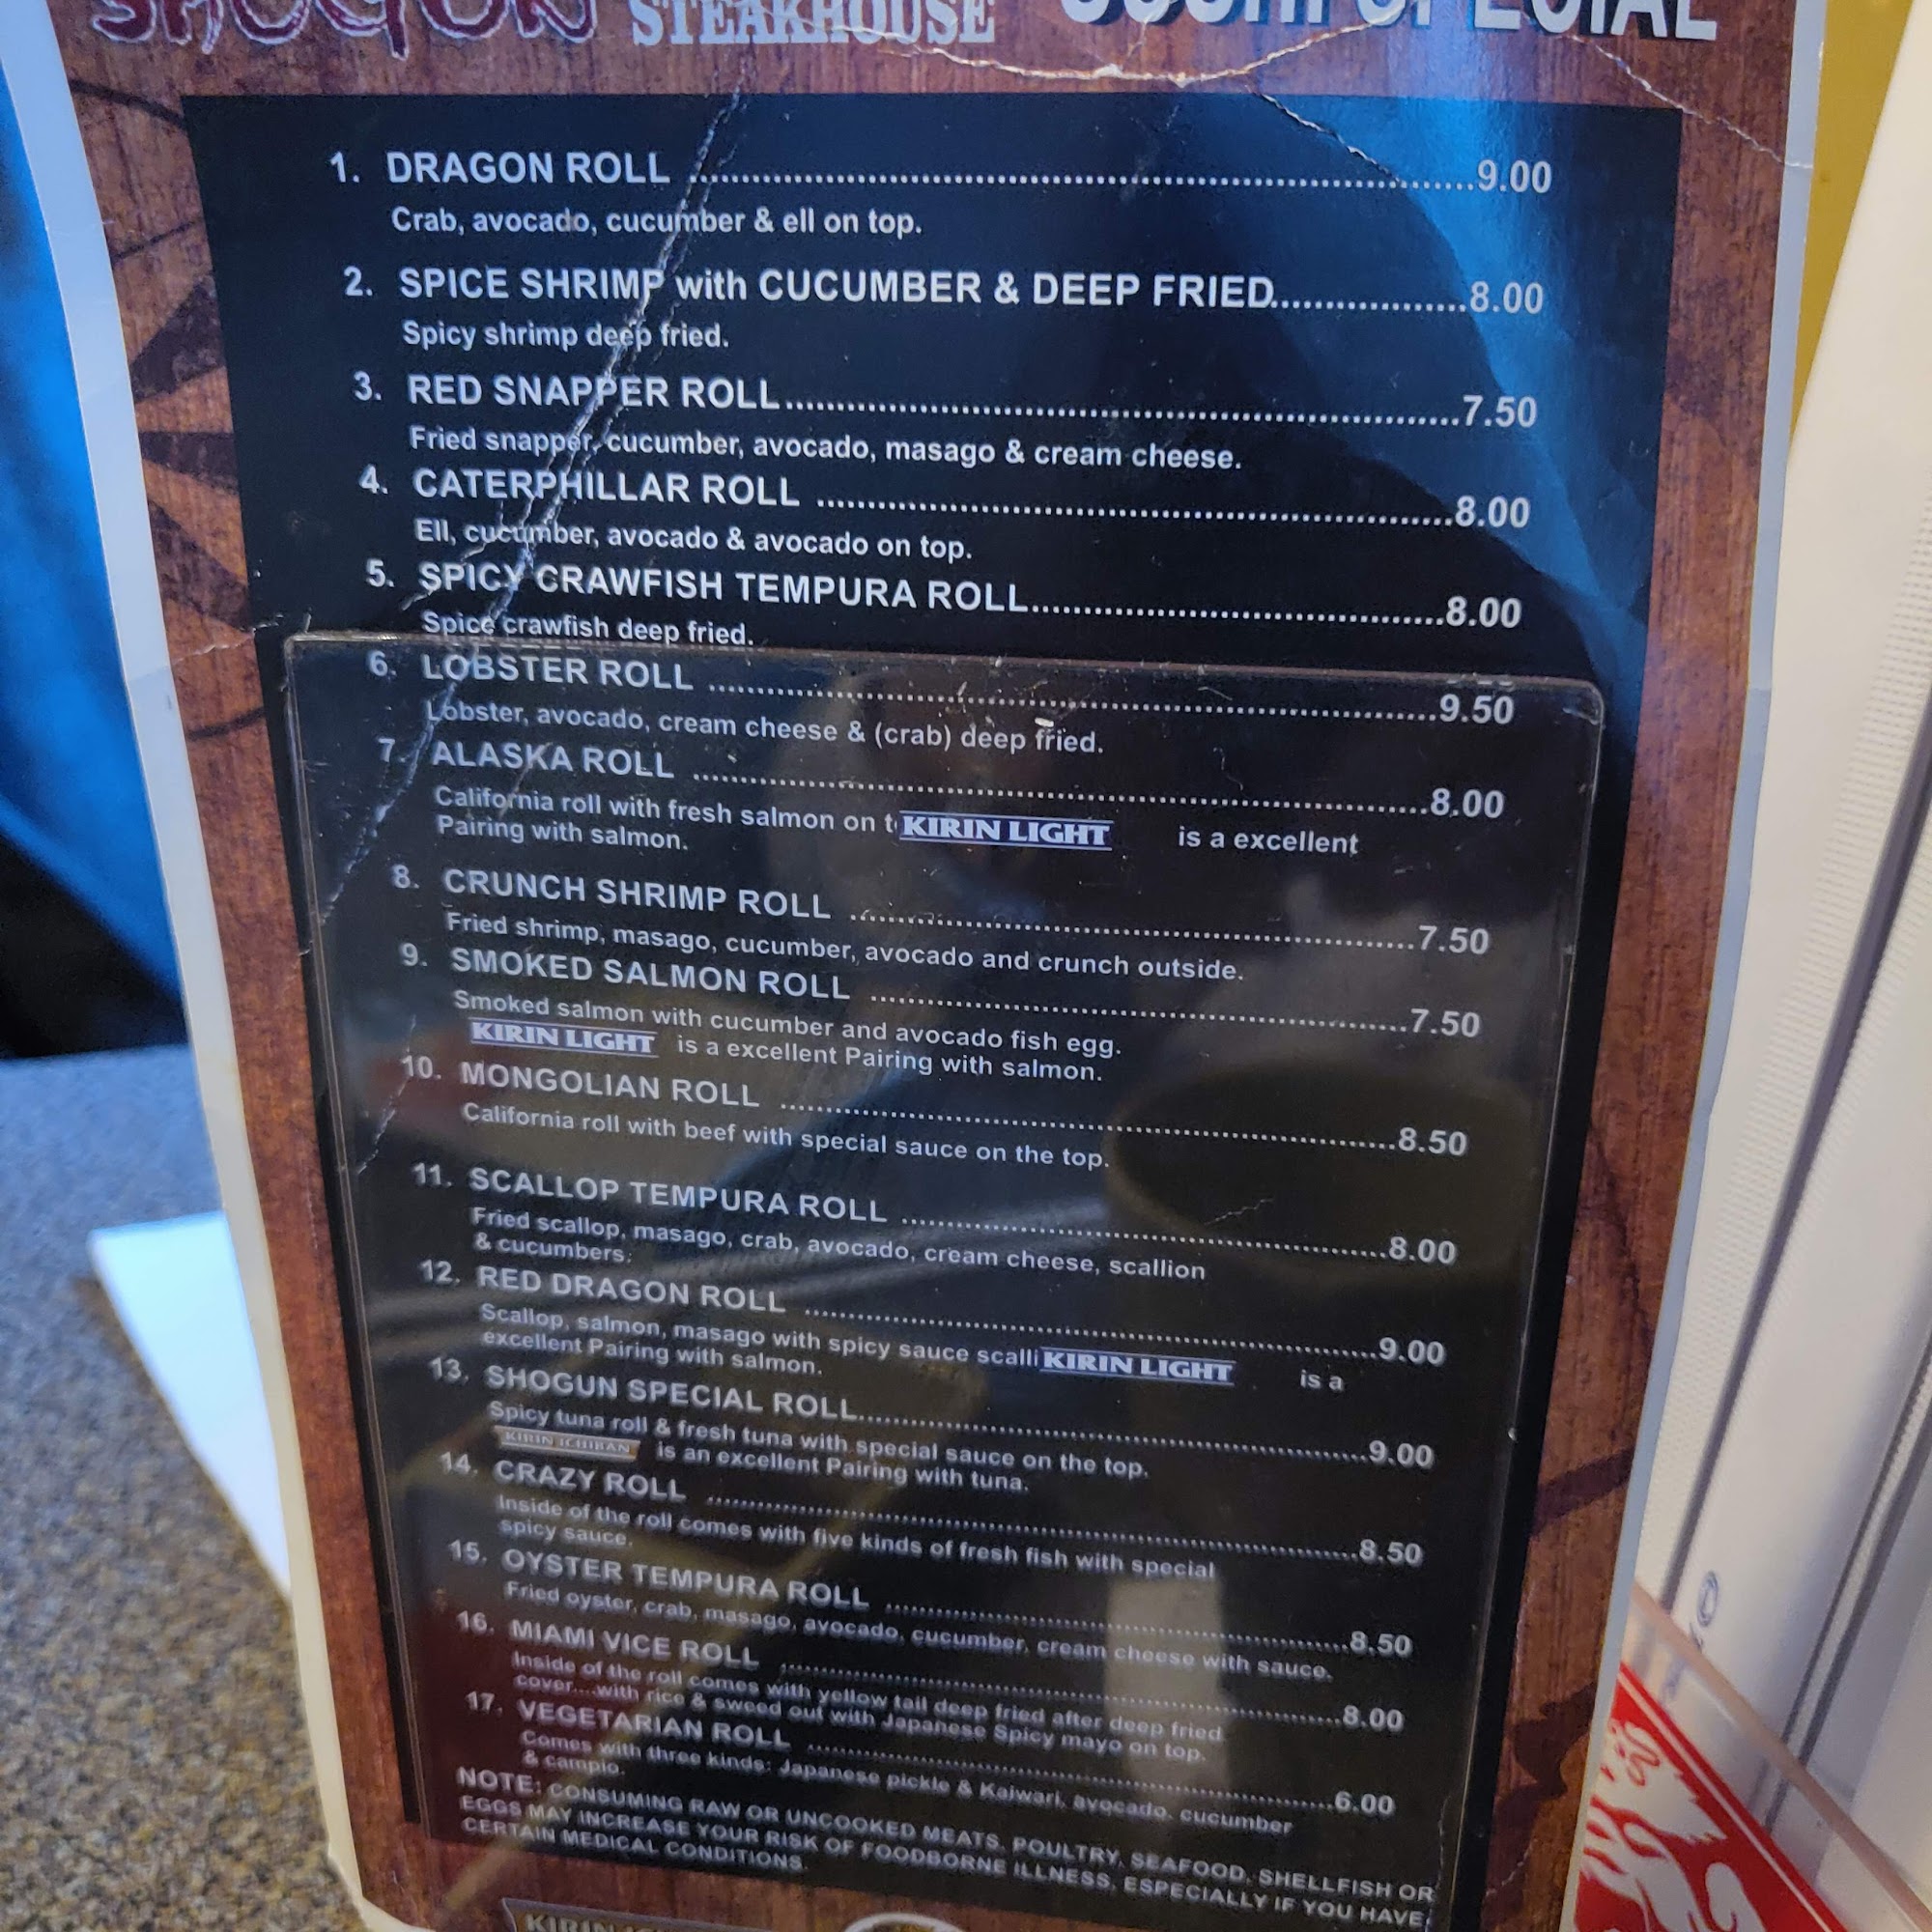 SHOGUN STEAKHOUSE SUSHI SPECIAL
1. DRAGON ROLL ........................................9.00
Crab, avocado, cucumber & ell on top.
2. SPICE SHRIMP with CUCUMBER & DEEP FRIED..................8.00
Spicy shrimp deep fried.
3. RED SNAPPER ROLL........................................7.50
Fried snapper, cucumber, avocado, masago & cream cheese.
4. CATERPHILLAR ROLL ........................................8.00
Ell, cucumber, avocado & avocado on top.
5. SPICY CRAWFISH TEMPURA ROLL........................................8.00
Spice crawfish deep fried.
6. LOBSTER ROLL ........................................9.50
Lobster, avocado, cream cheese & (crab) deep fried.
7. ALASKA ROLL ........................................8.00
California roll with fresh salmon on t KIRIN LIGHT is a excellent
Pairing with salmon.
8. CRUNCH SHRIMP ROLL ........................................7.50
Fried shrimp, masago, cucumber, avocado and crunch outside.
9. SMOKED SALMON ROLL ........................................7.50
Smoked salmon with cucumber and avocado fish egg.
KIRIN LIGHT is a excellent Pairing with salmon.
10. MONGOLIAN ROLL ........................................8.50
California roll with beef with special sauce on the top.
11. SCALLOP TEMPURA ROLL ........................................8.00
Fried scallop, masago, crab, avocado, cream cheese, scallion
& cucumbers.
12. RED DRAGON ROLL ........................................9.00
Scallop, salmon, masago with spicy sauce scalli KIRIN LIGHT is a
excellent Pairing with salmon.
13. SHOGUN SPECIAL ROLL........................................9.00
Spicy tuna roll & fresh tuna with special sauce on the top.
KIRIN ICHIBAN is an excellent Pairing with tuna.
14. CRAZY ROLL ........................................8.50
Inside of the roll comes with five kinds of fresh fish with special
spicy sauce.
15. OYSTER TEMPURA ROLL ........................................8.50
Fried oyster, crab, masago, avocado, cucumber, cream cheese with sauce.
16. MIAMI VICE ROLL ........................................8.00
Inside of the roll comes with yellow tail deep fried after deep fried
cover....with rice & sweed out with Japanese Spicy mayo on top.
17. VEGETARIAN ROLL ........................................6.00
Comes with three kinds: Japanese pickle & Kaiwari, avocado, cucumber
& campio.
NOTE: CONSUMING RAW OR UNCOOKED MEATS, POULTRY, SEAFOOD, SHELLFISH OR
EGGS MAY INCREASE YOUR RISK OF FOODBORNE ILLNESS, ESPECIALLY IF YOU HAVE
CERTAIN MEDICAL CONDITIONS.
KIRIN